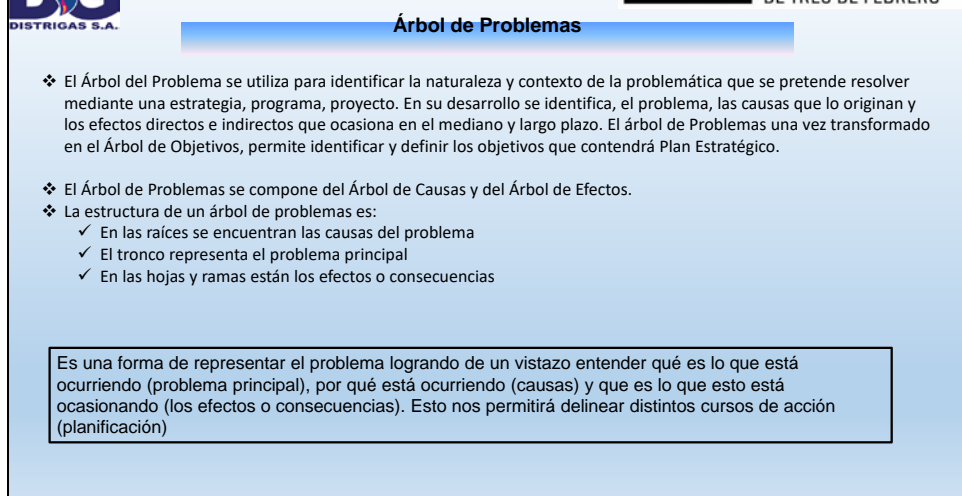 DISTRIGAS S.A.
Árbol de Problemas
❖ El Árbol del Problema se utiliza para identificar la naturaleza y contexto de la problemática que se pretende resolver
mediante una estrategia, programa, proyecto. En su desarrollo se identifica, el problema, las causas que lo originan y
los efectos directos e indirectos que ocasiona en el mediano y largo plazo. El árbol de Problemas una vez transformado
en el Árbol de Objetivos, permite identificar y definir los objetivos que contendrá Plan Estratégico.
❖ El Árbol de Problemas se compone del Árbol de Causas y del Árbol de Efectos.
❖ La estructura de un árbol de problemas es:
✓ En las raíces se encuentran las causas del problema
✓ El tronco representa el problema principal
✓ En las hojas y ramas están los efectos o consecuencias
Es una forma de representar el problema logrando de un vistazo entender qué es lo que está
ocurriendo (problema principal), por qué está ocurriendo (causas) y que es lo que esto está
ocasionando (los efectos o consecuencias). Esto nos permitirá delinear distintos cursos de acción
(planificación)